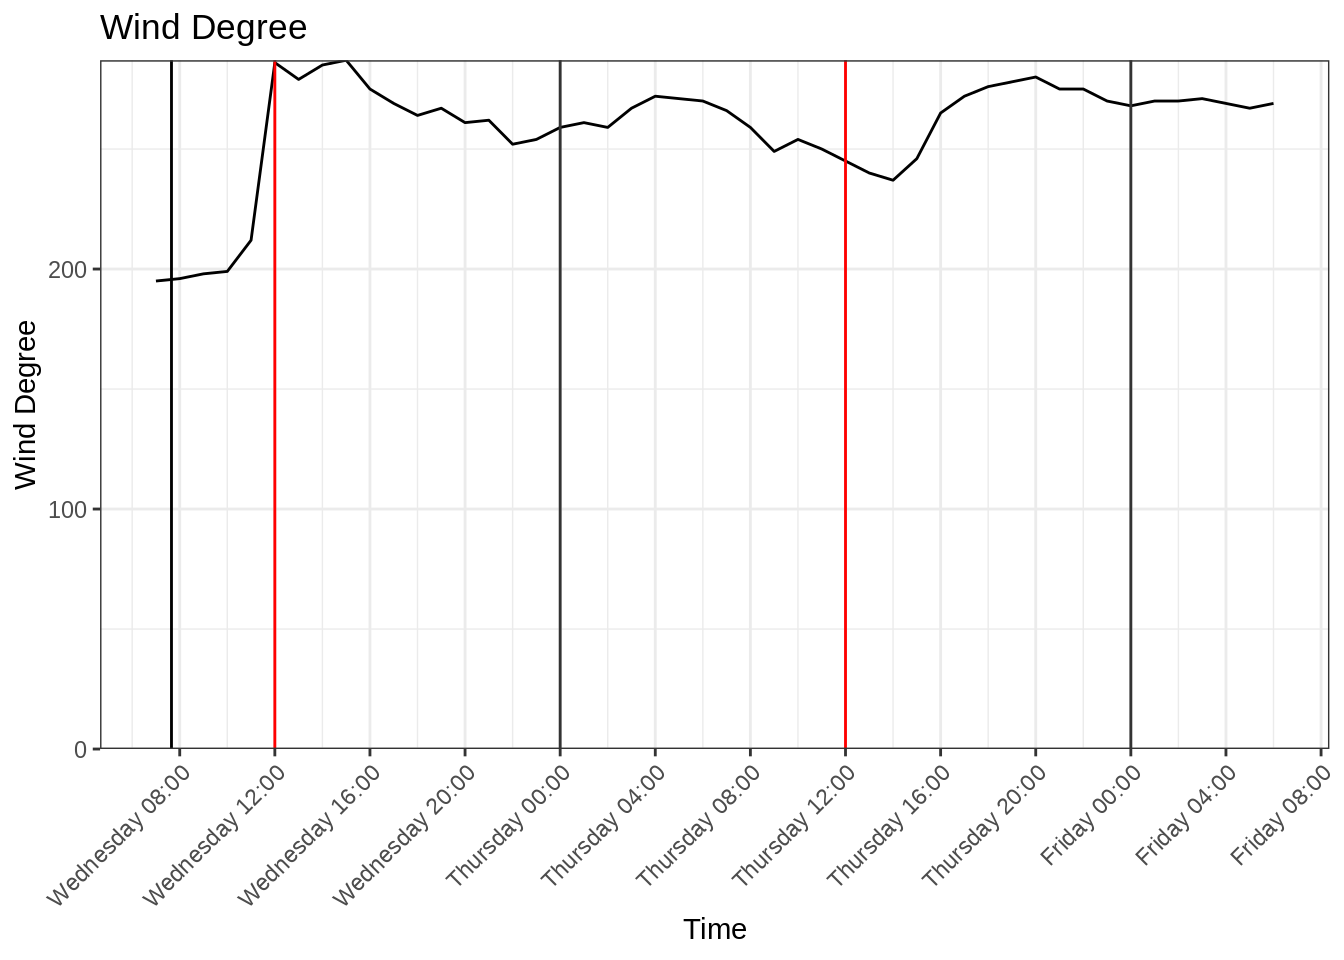 Wind Degree
Wind Degree
200
100
0
Wednesday 08:00
Wednesday 12:00
Wednesday 16:00
Wednesday 20:00
Thursday 00:00
Thursday 04:00
Thursday 08:00
Thursday 12:00
Thursday 16:00
Thursday 20:00
Friday 00:00
Friday 04:00
Friday 08:00
Time